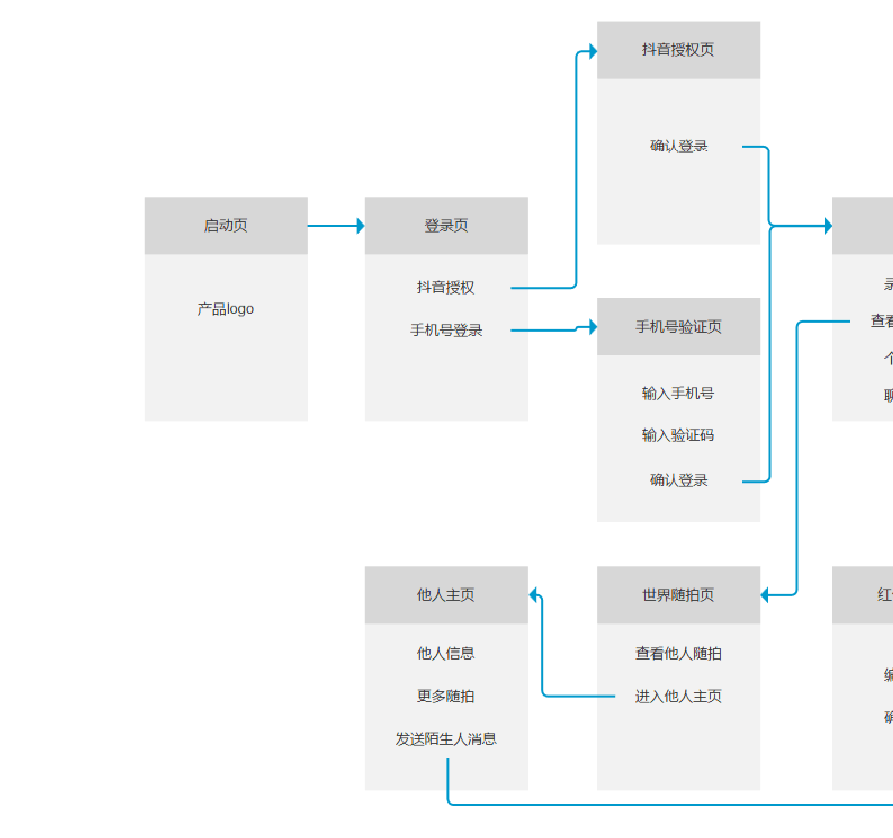 抖音授权页
确认登录
启动页
产品logo
登录页
抖音授权
手机号登录
手机号验证页
输入手机号
输入验证码
确认登录
查看
个
他人主页
他人信息
更多随拍
发送陌生人消息
世界随拍页
查看他人随拍
进入他人主页
红